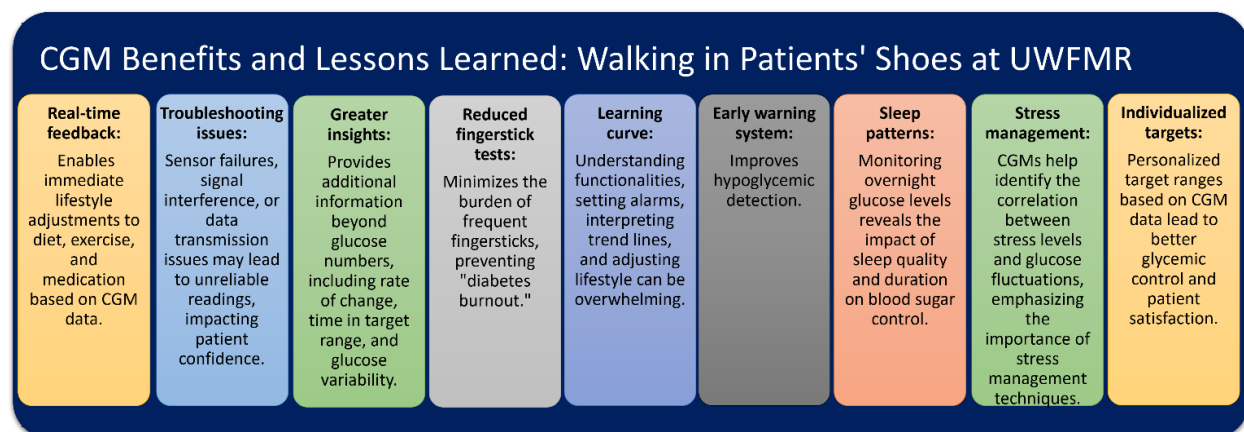 CGM Benefits and Lessons Learned: Walking in Patients' Shoes at UWFMR
Real-time
feedback:
Enables
immediate
lifestyle
adjustments to
diet, exercise,
and
medication
based on CGM
data.
Troubleshooting
issues:
Sensor failures,
signal
interference, or
data
transmission
issues may lead
to unreliable
readings,
impacting
patient
confidence.
Greater
insights:
Provides
additional
information
beyond
glucose
numbers,
including rate
of change,
time in target
range, and
glucose
variability.
Reduced
fingerstick
tests:
Minimizes the
burden of
frequent
fingersticks,
preventing
"diabetes
burnout."
Learning
curve:
Understanding
functionalities,
setting alarms,
interpreting
trend lines,
and adjusting
lifestyle can be
overwhelming.
Early warning
system:
Improves
hypoglycemic
detection.
Sleep
patterns:
Monitoring
overnight
glucose levels
reveals the
impact of
sleep quality
and duration
on blood sugar
control.
Stress
management:
CGMs help
identify the
correlation
between
stress levels
and glucose
fluctuations,
emphasizing
the
importance of
stress
management
techniques.
Individualized
targets:
Personalized
target ranges
based on CGM
data lead to
better
glycemic
control and
patient
satisfaction.